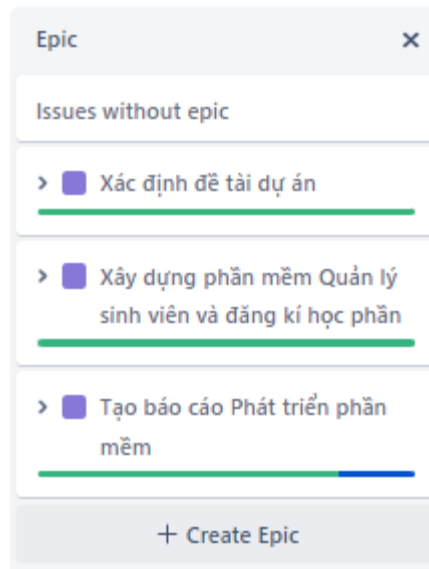 Epic
Issues without epic
Xác định đề tài dự án
Xây dựng phần mềm Quản lý
sinh viên và đăng kí học phần
Tạo báo cáo Phát triển phần
mềm
+ Create Epic